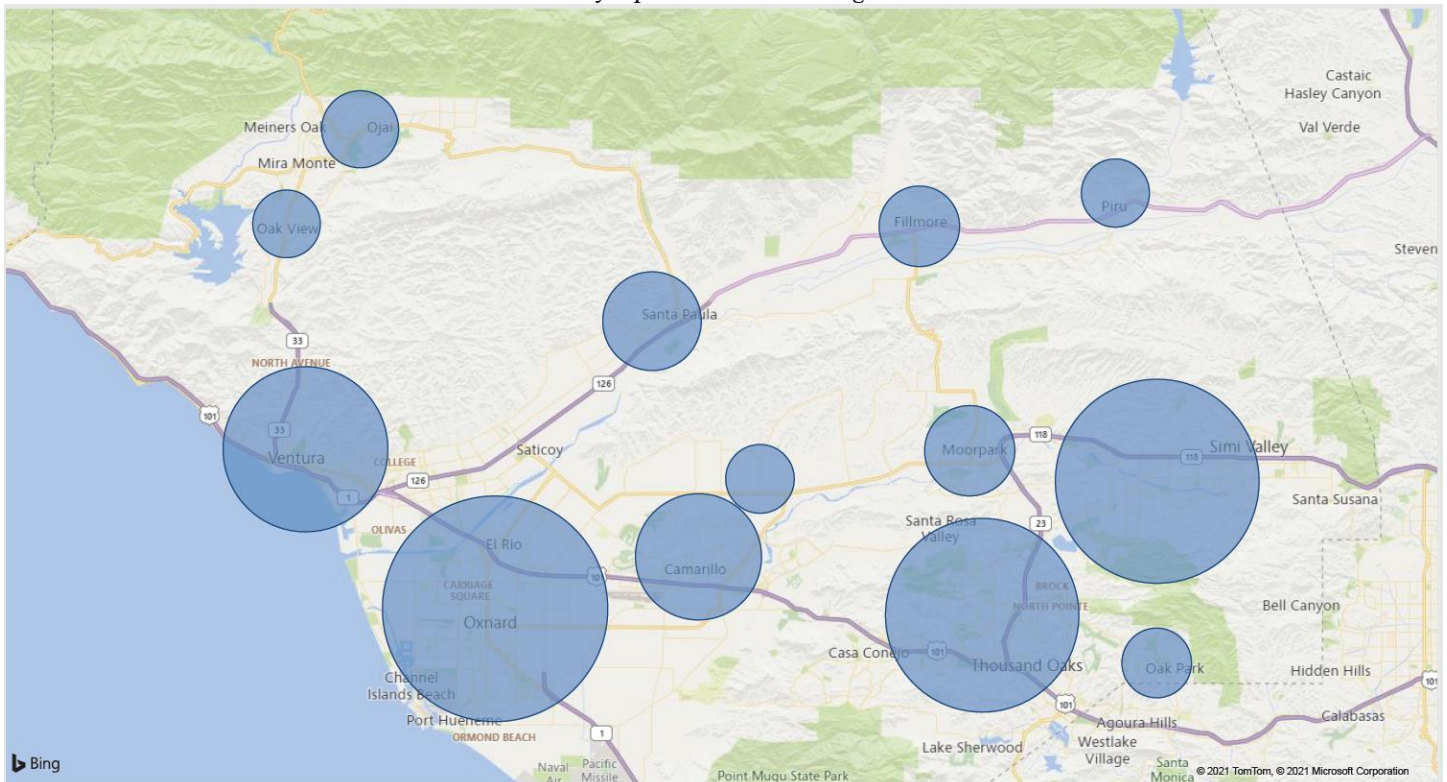 Castaic
Hasley Canyon
Val Verde
Meiners Oak
Ojai
Mira Monte
Oak View
Fillmore
Piru
Steven
Santa Paula
33
NORTH AVENUE
126
101
33
Ventura
COLLEGE
126
Saticoy
1
OLIVAS
Moorpark
118
Simi Valley
118
Santa Susana
Santa Rosa
Valley
23
El Rio
CARRIAGE
SQUARE
101
Camarillo
Oxnard
BROCK
NORTH POINTE
Bell Canyon
Casa Conejo
101
Thousand Oaks
Oak Park
Hidden Hills
101
Channel
Islands Beach
Port Hueneme
ORMOND BEACH
1
101
Agoura Hills
Calabasas
Lake Sherwood
Westlake
Village
Bing
Naval
Air
Pacific
Missile
Point Mugu State Park
Santa
Monica
© 2021 TomTom, © 2021 Microsoft Corporation